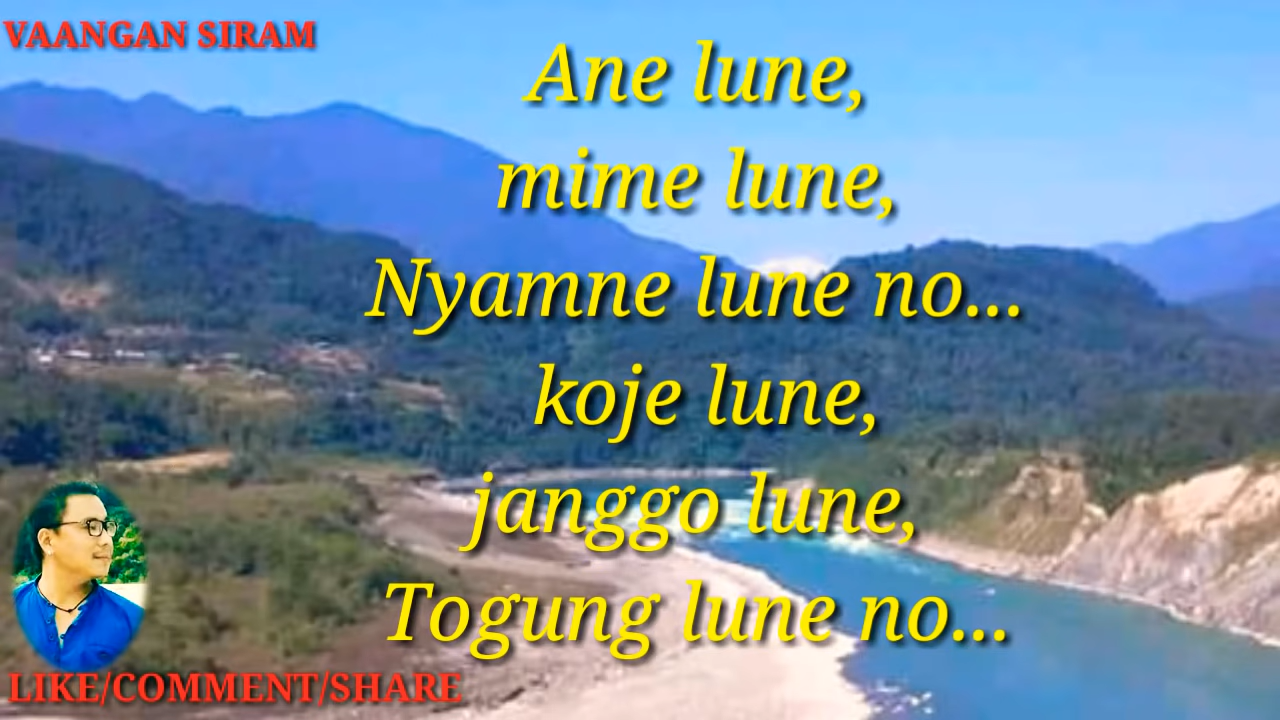 VAANGAN SIRAM
Ane lune,
mime lune,
Nyamne lune no...
koje lune,
janggo lune,
Togung lune no...
LIKE/COMMENT/SHARE